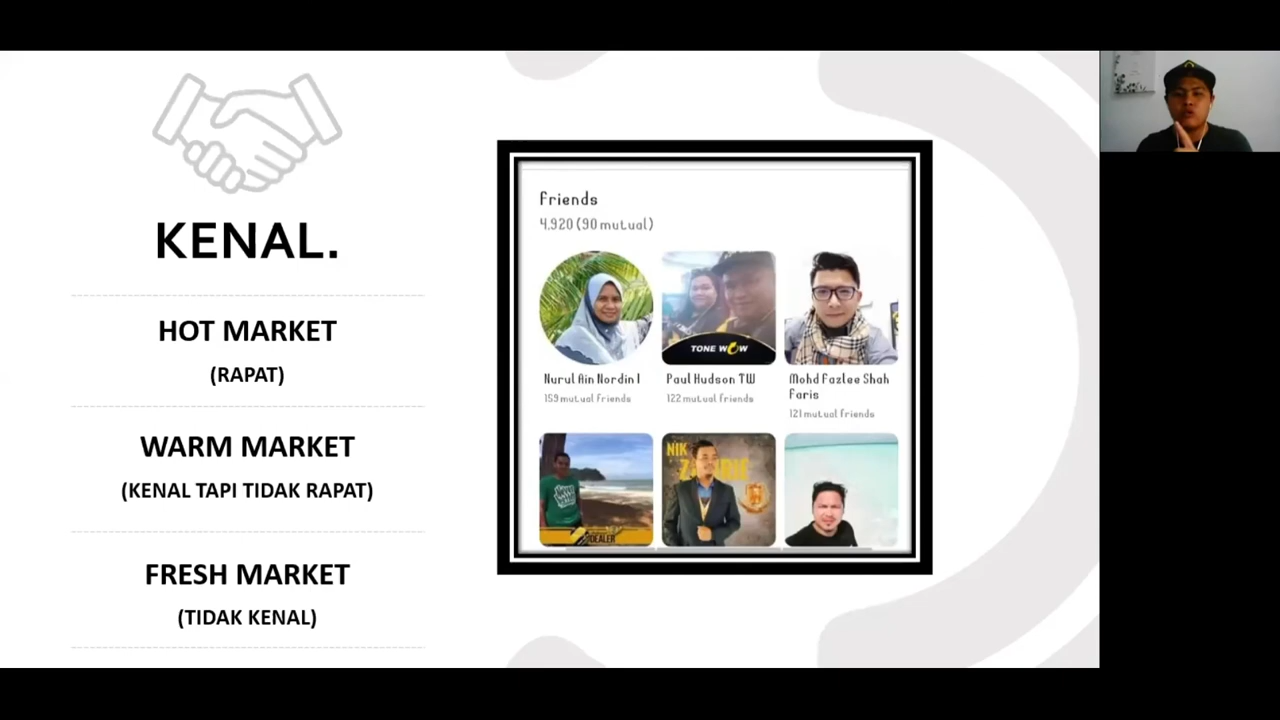 KENAL.
HOT MARKET
(RAPAT)
WARM MARKET
(KENAL TAPI TIDAK RAPAT)
FRESH MARKET
(TIDAK KENAL)
Friends
4,920 (90 mutual)
TONE WOW
Nurul Ain Nordin I
159 mutual friends
Paul Hudson TW
122 mutual friends
Mohd Fazlee Shah
Faris
121 mutual friends
DEALER
NIK